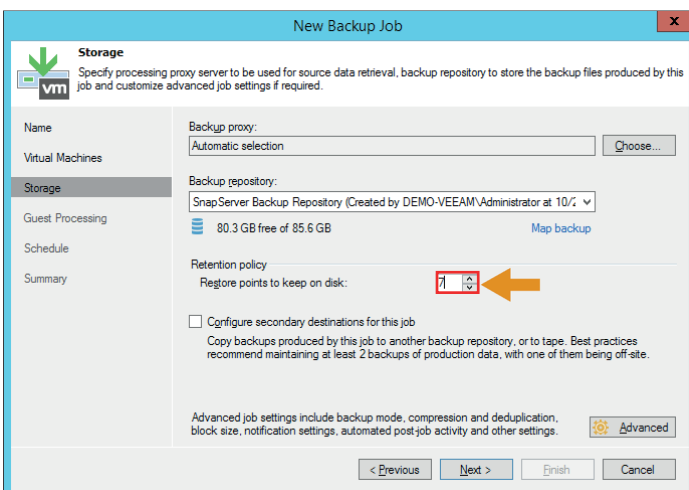 New Backup Job
x
Storage
Specify processing proxy server to be used for source data retrieval, backup repository to store the backup files produced by this
job and customize advanced job settings if required.
vm
Name
Virtual Machines
Storage
Guest Processing
Schedule
Summary
Backup proxy:
Automatic selection
Choose...
Backup repository:
SnapServer Backup Repository (Created by DEMO-VEEAM\Administrator at 10/2
80.3 GB free of 85.6 GB
Map backup
Retention policy
Restore points to keep on disk:
7
Configure secondary destinations for this job
Copy backups produced by this job to another backup repository, or to tape. Best practices
recommend maintaining at least 2 backups of production data, with one of them being off-site.
Advanced job settings include backup mode, compression and deduplication,
block size, notification settings, automated post-job activity and other settings.
Advanced
< Previous
Next >
Finish
Cancel